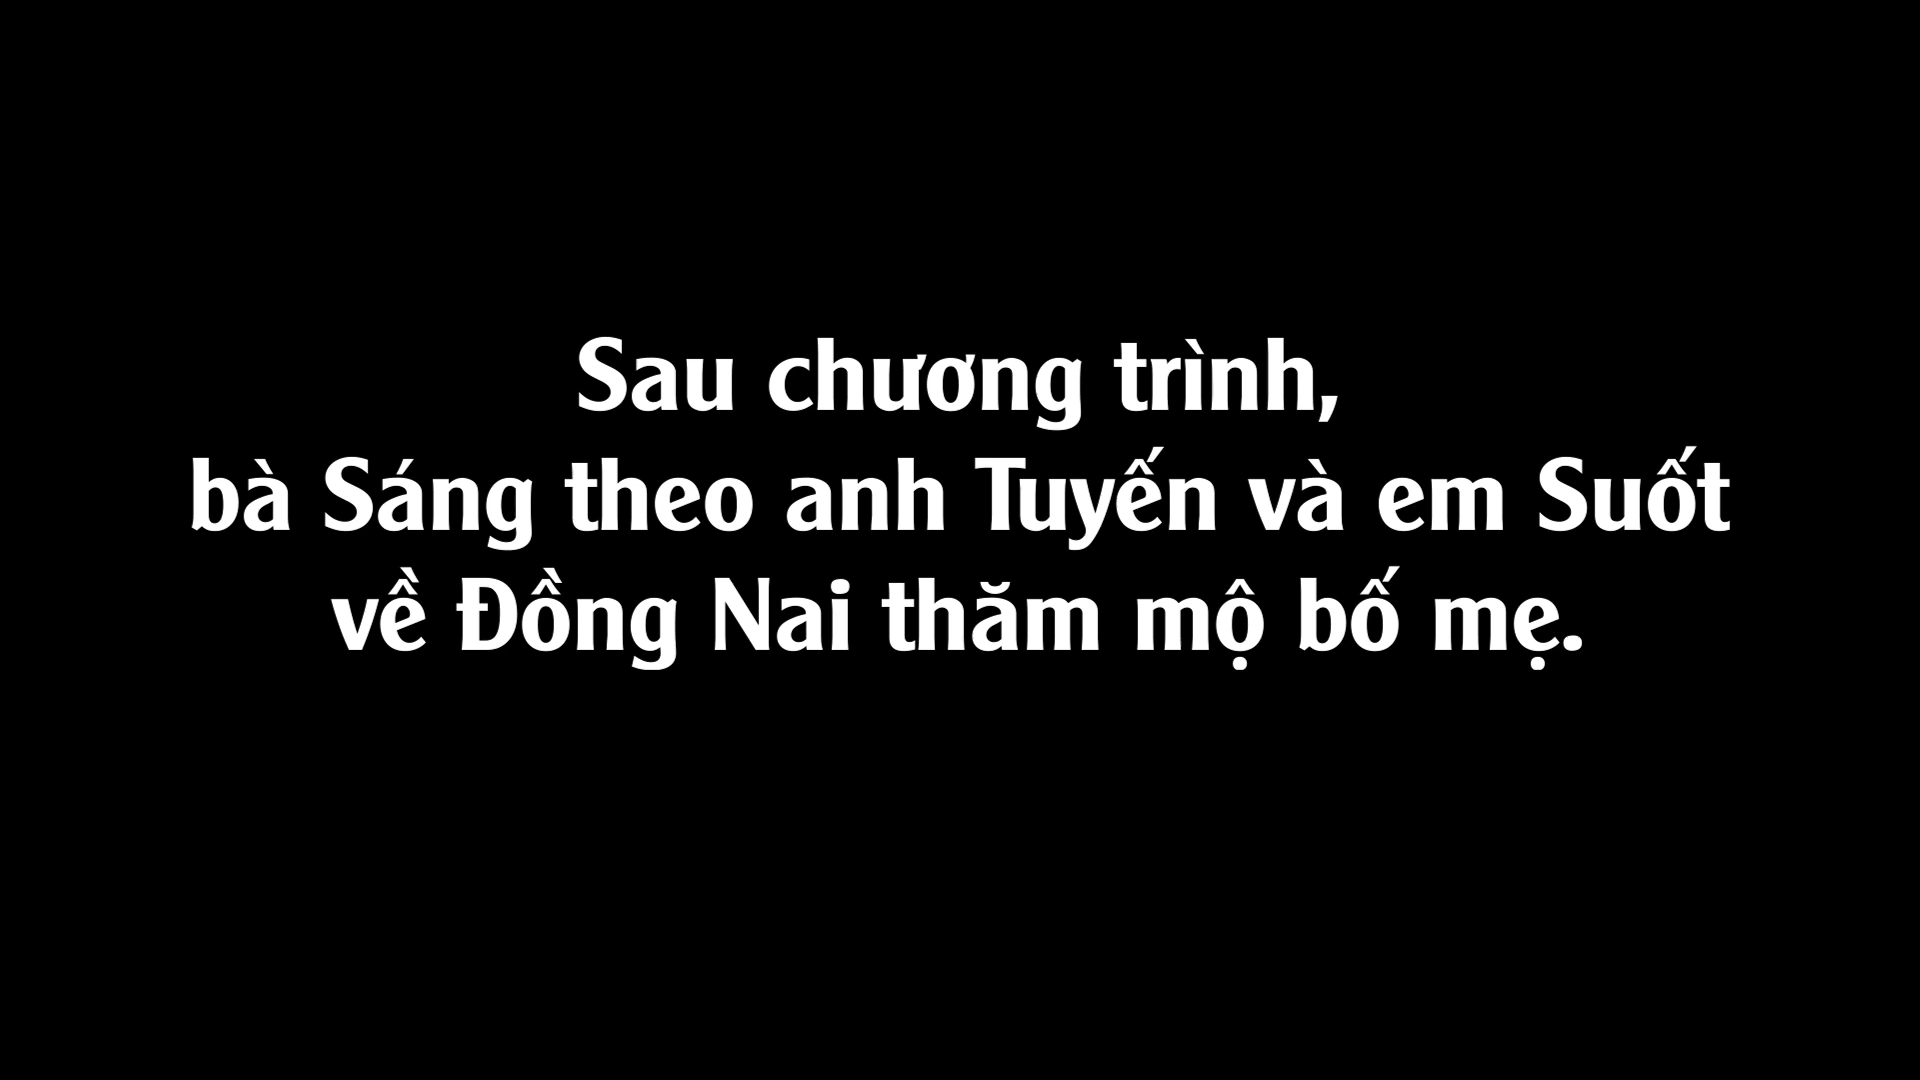 Sau chương trình,
bà Sáng theo anh Tuyến và em Suốt
về Đồng Nai thăm mộ bố mẹ.